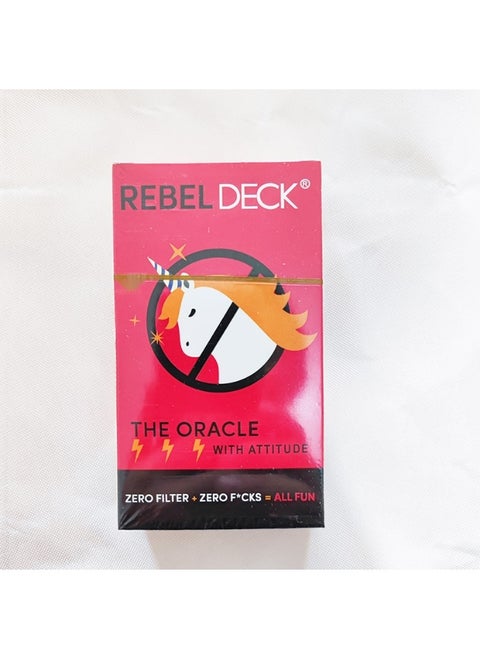 REBEL DECK®
THE ORACLE
WITH ATTITUDE
ZERO FILTER + ZERO F*CKS = ALL FUN